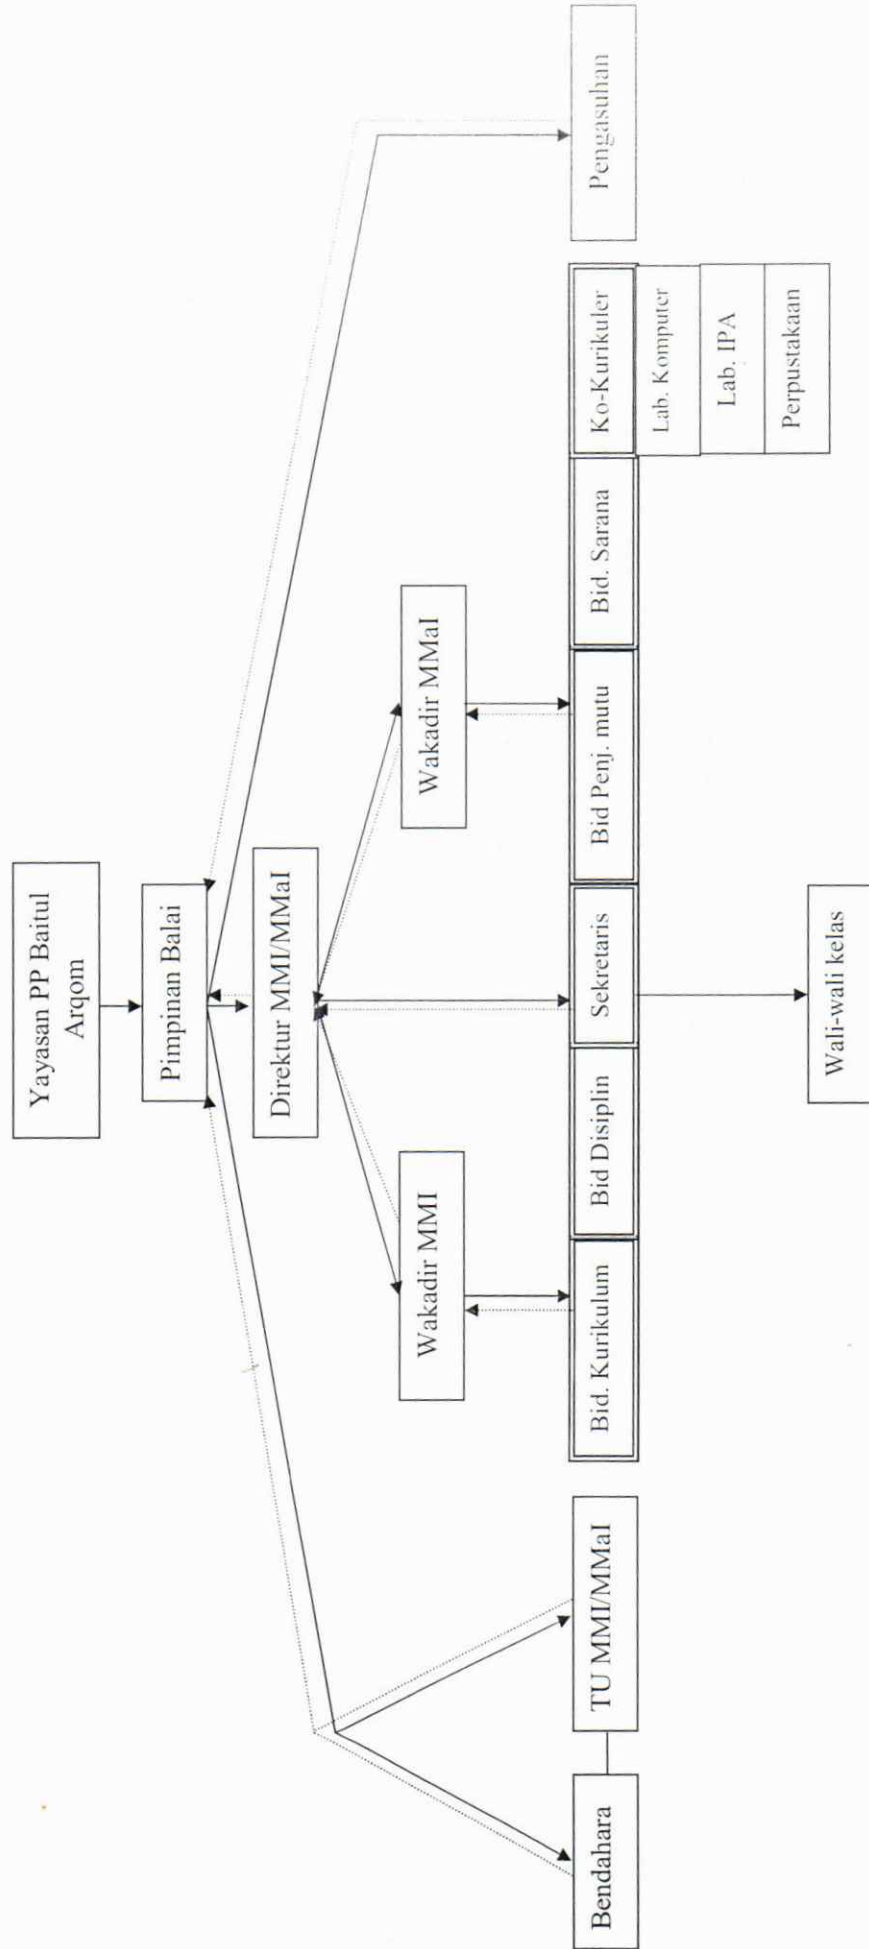 Yayasan PP Baitul
Arqom
Pimpinan Balai
Direktur MMI/MMaI
Wakadir MMI
Wakadir MMaI
Bendahara
TU MMI/MMaI
Bid. Kurikulum
Bid Disiplin
Sekretaris
Bid Penj. mutu
Bid. Sarana
Ko-Kurikuler
Pengasuhan
Lab. Komputer
Lab. IPA
Perpustakaan
Wali-wali kelas